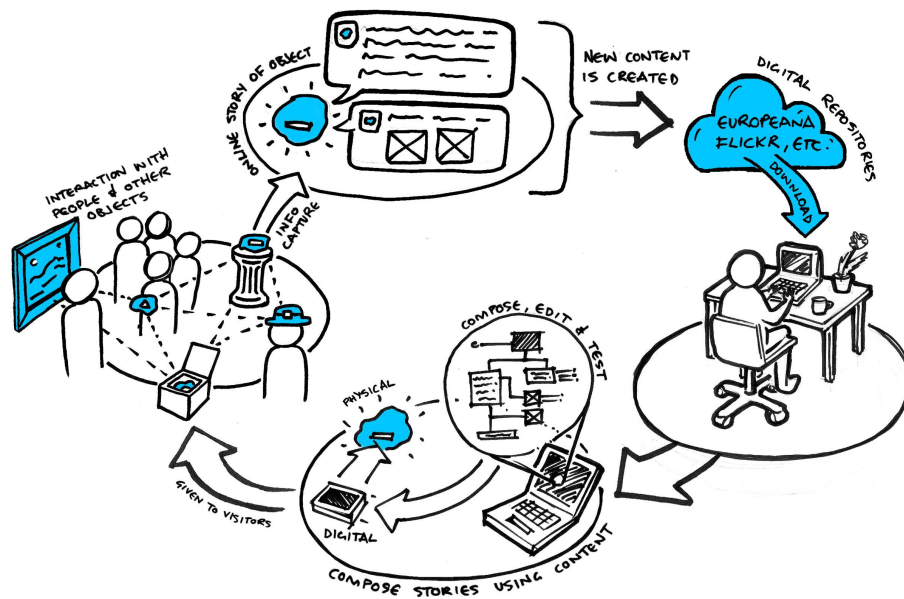 ONLINE STORY OF OBJECT
NEW CONTENT
IS CREATED
DIGITAL REPOSITORIES
EUROPEANA
FLICKR, ETC.
DOWNLOAD
INTERACTION WITH
PEOPLE & OTHER
OBJECTS
INFO
CAPTURE
COMPOSE, EDIT & TEST
PHYSICAL
DIGITAL
GIVEN TO VISITORS
COMPOSE STORIES USING CONTENT